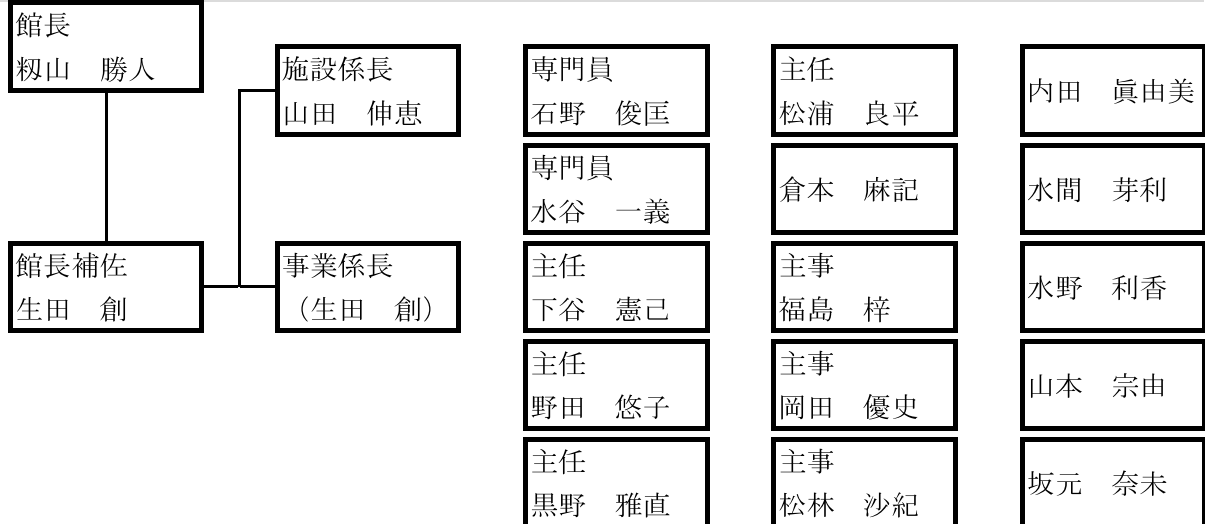 館長
籾山　勝人
館長補佐
生田　創
施設係長
山田　伸恵
事業係長
（生田　創）
専門員
石野　俊匡
専門員
水谷　一義
主任
下谷　憲己
主任
野田　悠子
主任
黒野　雅直
主任
松浦　良平
倉本　麻記
主事
福島　梓
主事
岡田　優史
主事
松林　沙紀
内田　眞由美
水間　芽利
水野　利香
山本　宗由
坂元　奈未